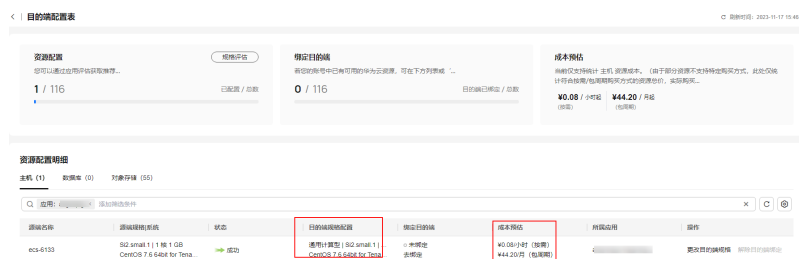 目的端配置表
刷新时间：2023-11-17 15:46
资源配置
规格评估
您可以通过应用评估获取推荐...
1 / 116
已配置 / 总数
绑定目的端
若您的账号中已有可用的华为云资源，可在下方列表或 '...
0 / 116
目的端已绑定 / 总数
成本预估
当前仅支持统计 主机 资源成本。（由于部分资源不支持特定购买方式，此处仅统
计符合按需/包周期购买方式的资源总价，实际购买...
¥0.08 / 小时起 ¥44.20 / 月起
(按需) (包周期)
资源配置明细
主机 (1) 数据库 (0) 对象存储 (55)
应用: 添加筛选条件
源端名称 源端规格|系统 状态 目的端规格配置 绑定目的端 成本预估 所属应用 操作
ecs-6133 SI2.small.1 | 1 核 1 GB 成功 通用计算型 | SI2.small.1 | 未绑定 ¥0.08/小时（按需） 更改目的端规格 解除目的端绑定
CentOS 7.6 64bit for Tena... CentOS 7.6 64bit for Tena 去绑定 ¥44.20/月（包周期）